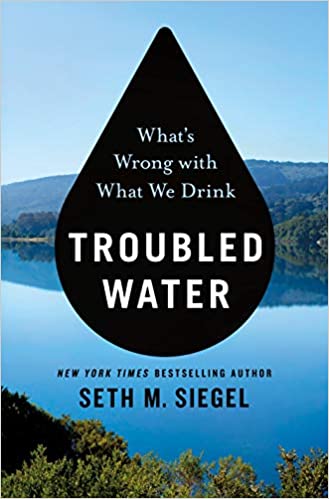 What's
Wrong with
What We Drink
TROUBLED
WATER
NEW YORK TIMES BESTSELLING AUTHOR
SETH M. SIEGEL